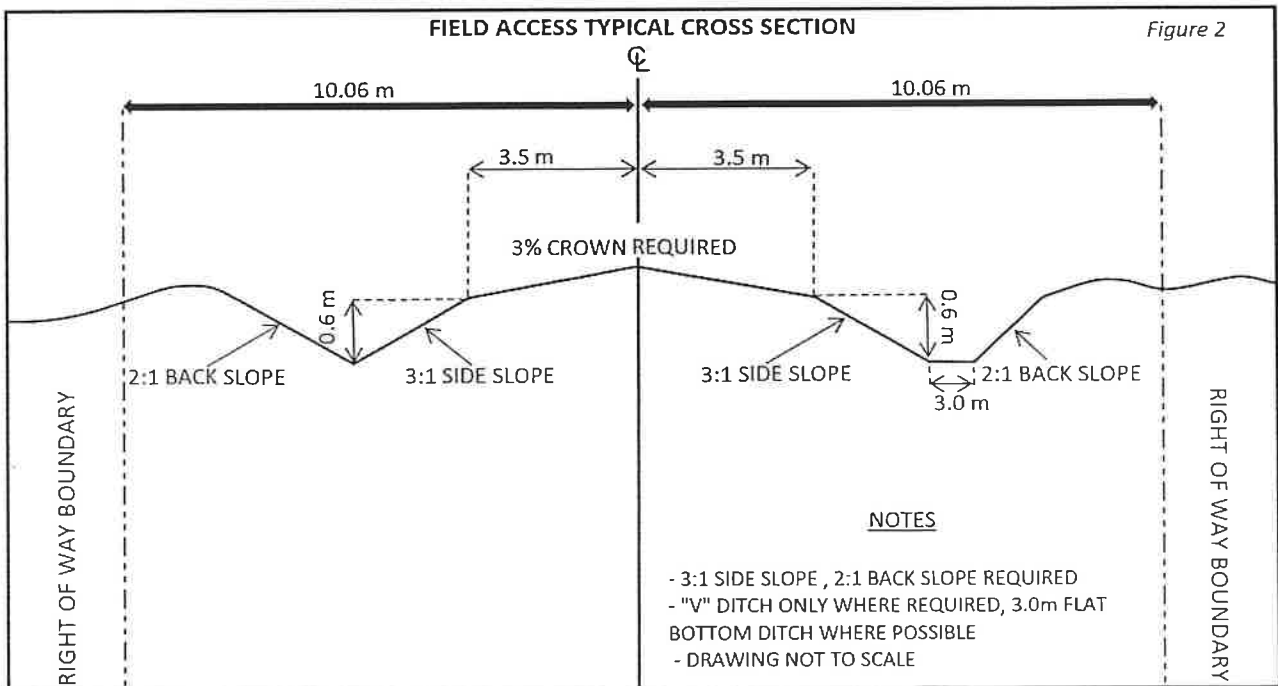 FIELD ACCESS TYPICAL CROSS SECTION
Figure 2
℄
10.06 m
10.06 m
3.5 m
3.5 m
3% CROWN REQUIRED
0.6 m
0.6 m
2:1 BACK SLOPE
3:1 SIDE SLOPE
3:1 SIDE SLOPE
2:1 BACK SLOPE
3.0 m
RIGHT OF WAY BOUNDARY
RIGHT OF WAY BOUNDARY
NOTES
- 3:1 SIDE SLOPE , 2:1 BACK SLOPE REQUIRED
- "V" DITCH ONLY WHERE REQUIRED, 3.0m FLAT
BOTTOM DITCH WHERE POSSIBLE
- DRAWING NOT TO SCALE